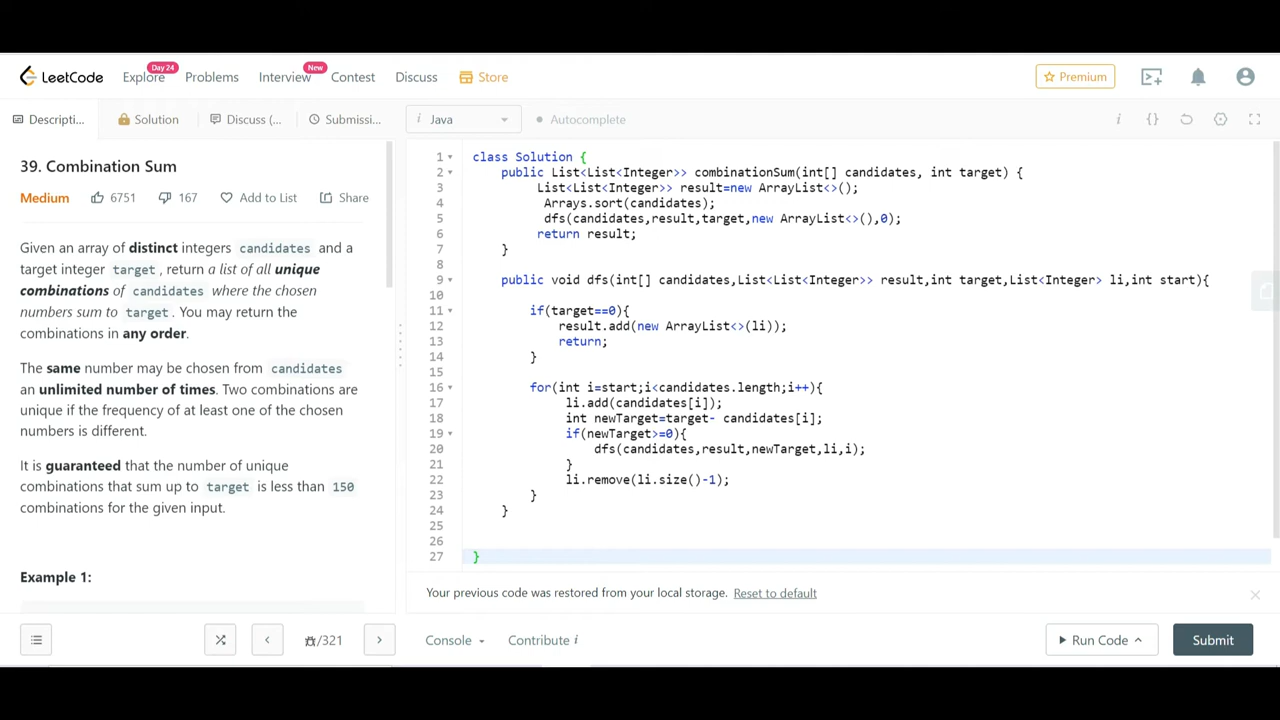 LeetCode
Explore
Day 24
Problems
Interview
New
Contest
Discuss
Store
Premium
Descripti...
Solution
Discuss (...
Submissi...
i Java
Autocomplete
39. Combination Sum
Medium 6751 167 Add to List Share
Given an array of distinct integers candidates and a
target integer target, return a list of all unique
combinations of candidates where the chosen
numbers sum to target. You may return the
combinations in any order.
The same number may be chosen from candidates
an unlimited number of times. Two combinations are
unique if the frequency of at least one of the chosen
numbers is different.
It is guaranteed that the number of unique
combinations that sum up to target is less than 150
combinations for the given input.
Example 1:
1 class Solution {
2 public List<List<Integer>> combinationSum(int[] candidates, int target) {
3 List<List<Integer>> result=new ArrayList<>();
4 Arrays.sort(candidates);
5 dfs(candidates,result,target,new ArrayList<>(),0);
6 return result;
7 }
8
9 public void dfs(int[] candidates,List<List<Integer>> result,int target,List<Integer> li,int start){
10
11 if(target==0){
12 result.add(new ArrayList<>(li));
13 return;
14 }
15
16 for(int i=start;i<candidates.length;i++){
17 li.add(candidates[i]);
18 int newTarget=target- candidates[i];
19 if(newTarget>=0){
20 dfs(candidates,result,newTarget,li,i);
21 }
22 li.remove(li.size()-1);
23 }
24 }
25
26
27 }
Your previous code was restored from your local storage. Reset to default
/321
Console
Contribute i
Run Code
Submit